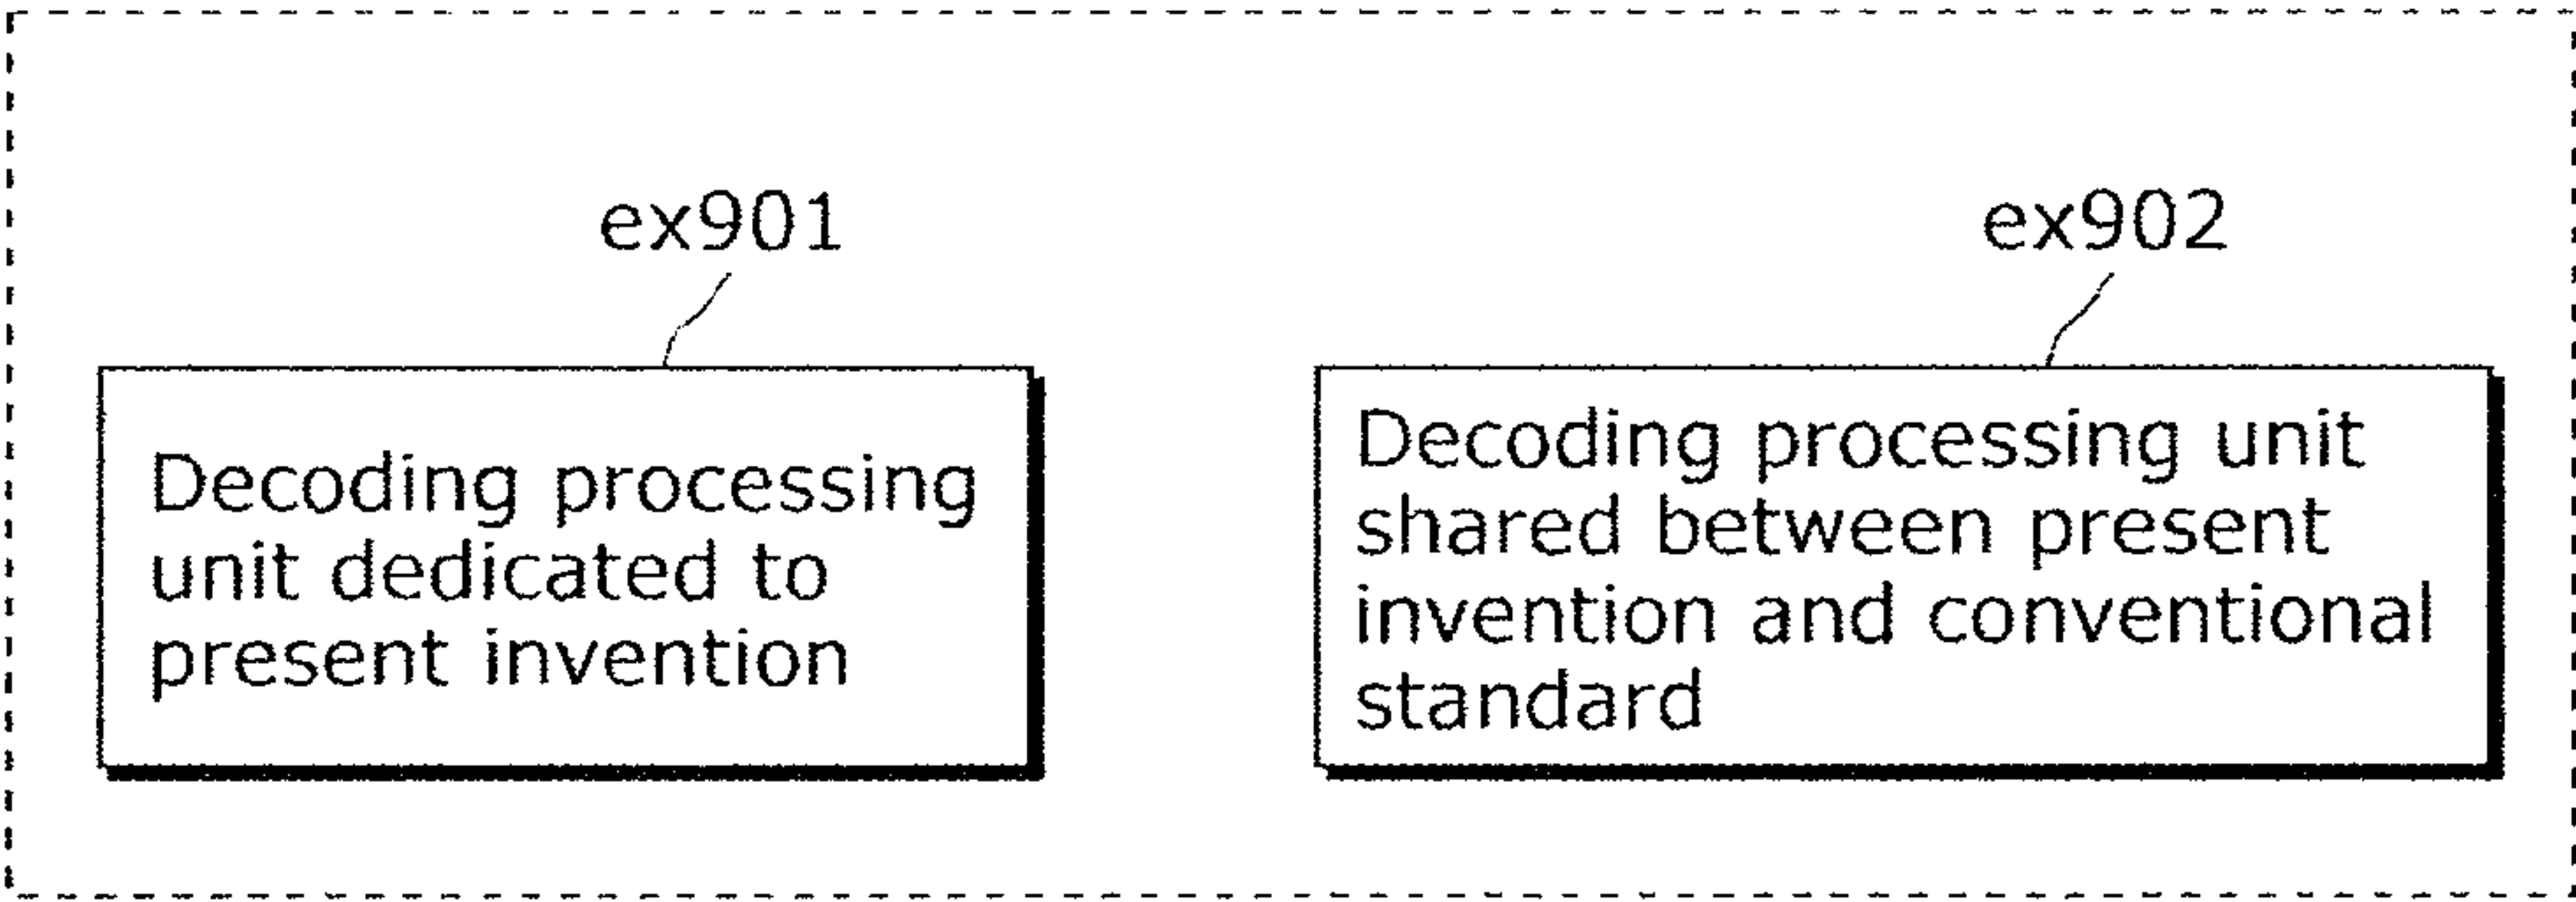 ex901
ex902
Decoding processing
unit dedicated to
present invention
Decoding processing unit
shared between present
invention and conventional
standard